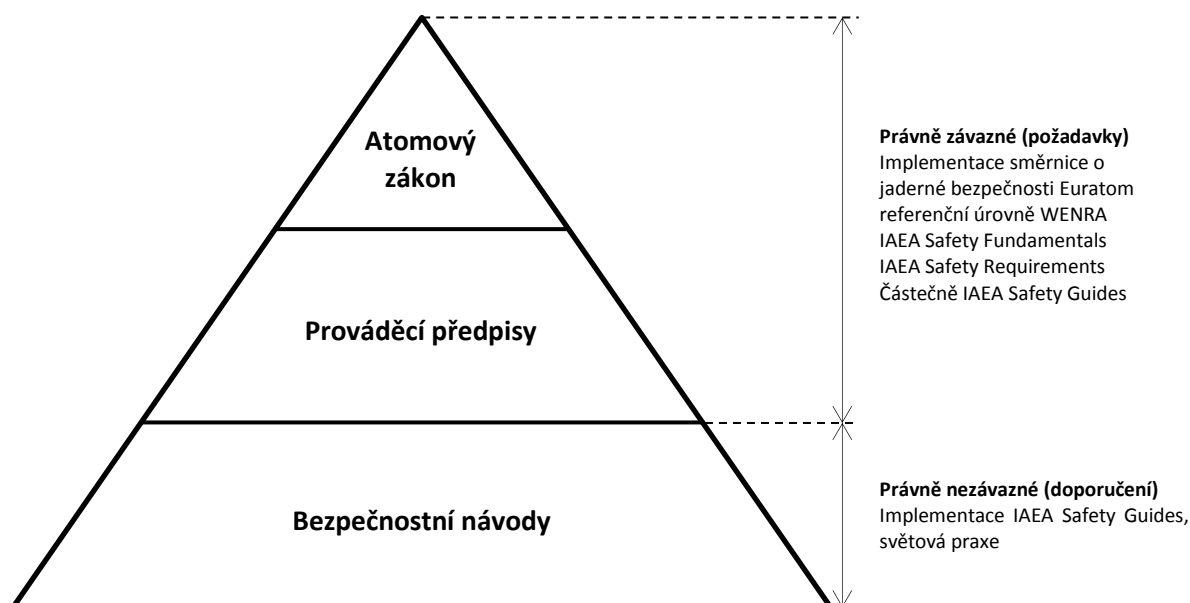 Atomový
zákon
Prováděcí předpisy
Bezpečnostní návody
Právně závazné (požadavky)
Implementace směrnice o
jaderné bezpečnosti Euratom
referenční úrovně WENRA
IAEA Safety Fundamentals
IAEA Safety Requirements
Částečně IAEA Safety Guides
Právně nezávazné (doporučení)
Implementace IAEA Safety Guides,
světová praxe